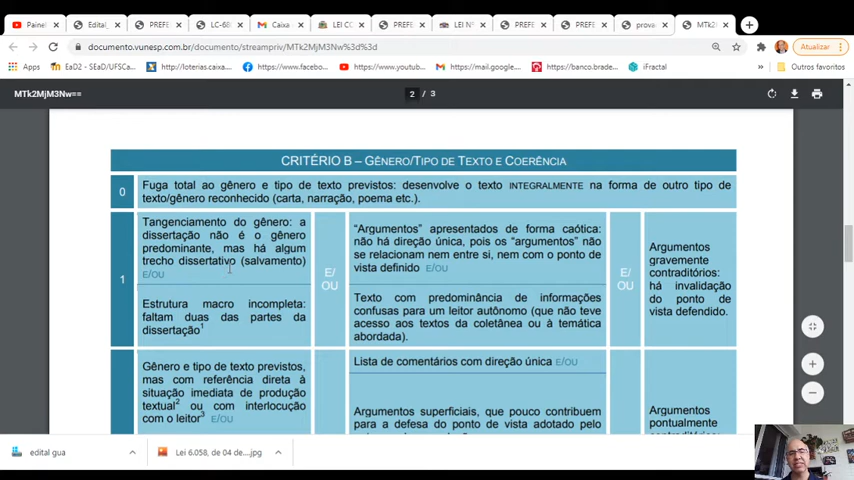 Painel
Edital_
PREFE
LC-68
Caixa
LEI CO
PREFE
LEI Nº
PREFE
PREFE
prova
MTk2M
documento.vunesp.com.br/documento/streampriv/MTk2MjM3Nw%3d%3d
Atualizar
Apps
EaD2 - SEaD/UFSCa...
http://loterias.caixa...
https://www.facebo...
https://www.youtub...
https://mail.google....
https://banco.brade...
iFractal
»
Outros favoritos
MTk2MjM3Nw==
2 / 3
CRITÉRIO B – GÊNERO/TIPO DE TEXTO E COERÊNCIA
0
Fuga total ao gênero e tipo de texto previstos: desenvolve o texto INTEGRALMENTE na forma de outro tipo de
texto/gênero reconhecido (carta, narração, poema etc.).
1
Tangenciamento do gênero: a
dissertação não é o gênero
predominante, mas há algum
trecho dissertativo (salvamento)
E/OU
Estrutura macro incompleta:
faltam duas das partes da
dissertação¹
E/
OU
“Argumentos” apresentados de forma caótica:
não há direção única, pois os “argumentos” não
se relacionam nem entre si, nem com o ponto de
vista definido E/OU
Texto com predominância de informações
confusas para um leitor autônomo (que não teve
acesso aos textos da coletânea ou à temática
abordada).
E/
OU
Argumentos
gravemente
contraditórios:
há invalidação
do ponto de
vista defendido.
Gênero e tipo de texto previstos,
mas com referência direta à
situação imediata de produção
textual² ou com interlocução
com o leitor³ E/OU
Lista de comentários com direção única E/OU
Argumentos superficiais, que pouco contribuem
para a defesa do ponto de vista adotado pelo
Argumentos
pontualmente
edital gua
Lei 6.058, de 04 de....jpg